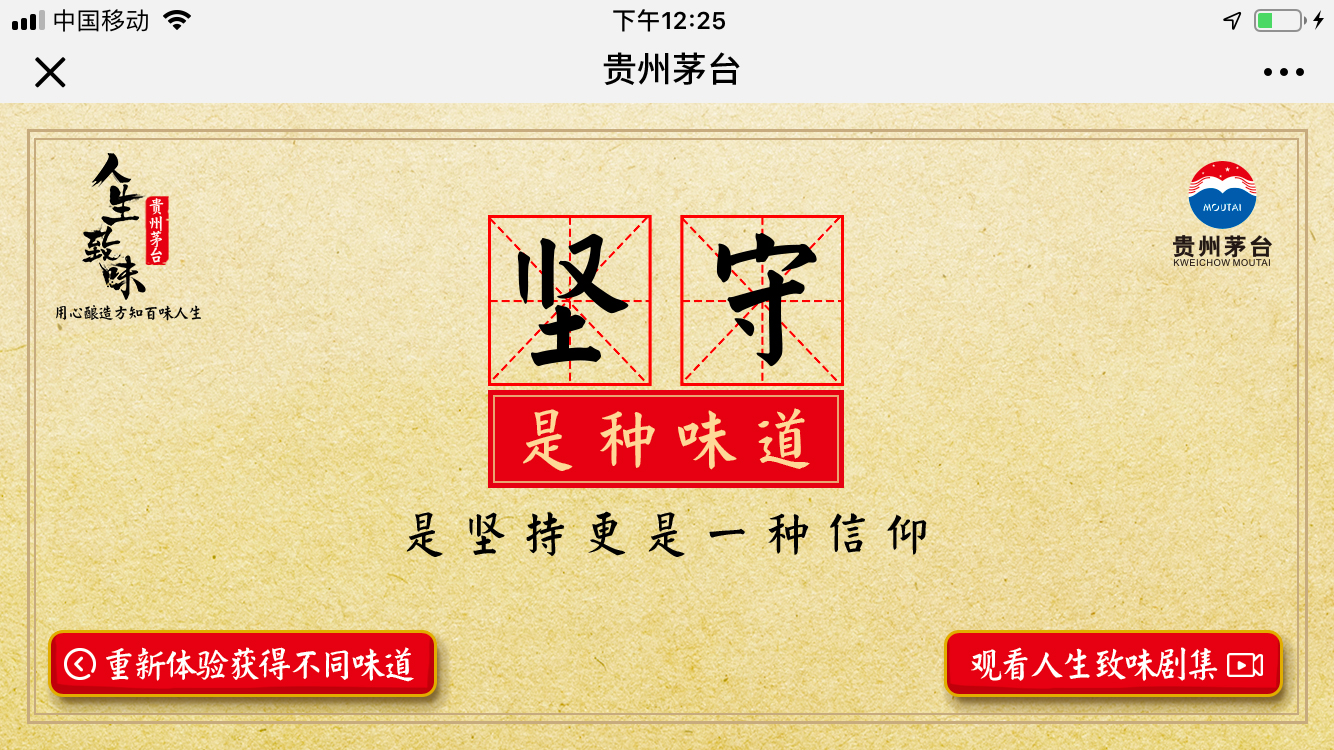 中国移动
下午12:25
贵州茅台
人生致味
贵州茅台
用心酿造方知百味人生
MOUTAI
贵州茅台
KWEICHOW MOUTAI
坚守
是种味道
是坚持更是一种信仰
重新体验获得不同味道
观看人生致味剧集